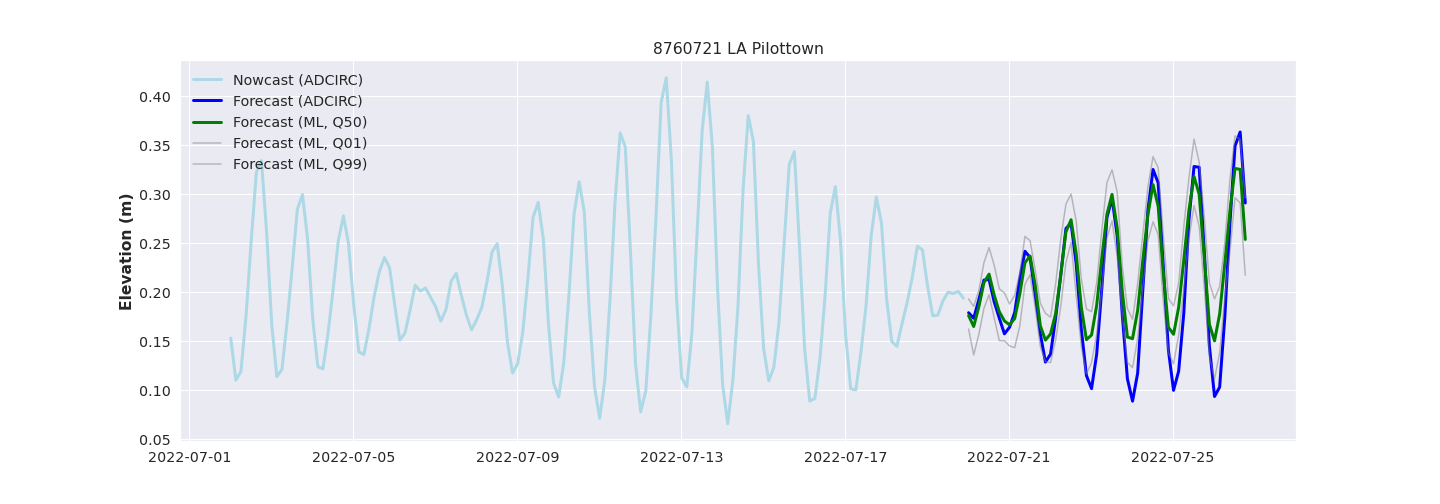 8760721 LA Pilottown
Nowcast (ADCIRC)
Forecast (ADCIRC)
Forecast (ML, Q50)
Forecast (ML, Q01)
Forecast (ML, Q99)
Elevation (m)
0.40
0.35
0.30
0.25
0.20
0.15
0.10
0.05
2022-07-01 2022-07-05 2022-07-09 2022-07-13 2022-07-17 2022-07-21 2022-07-25